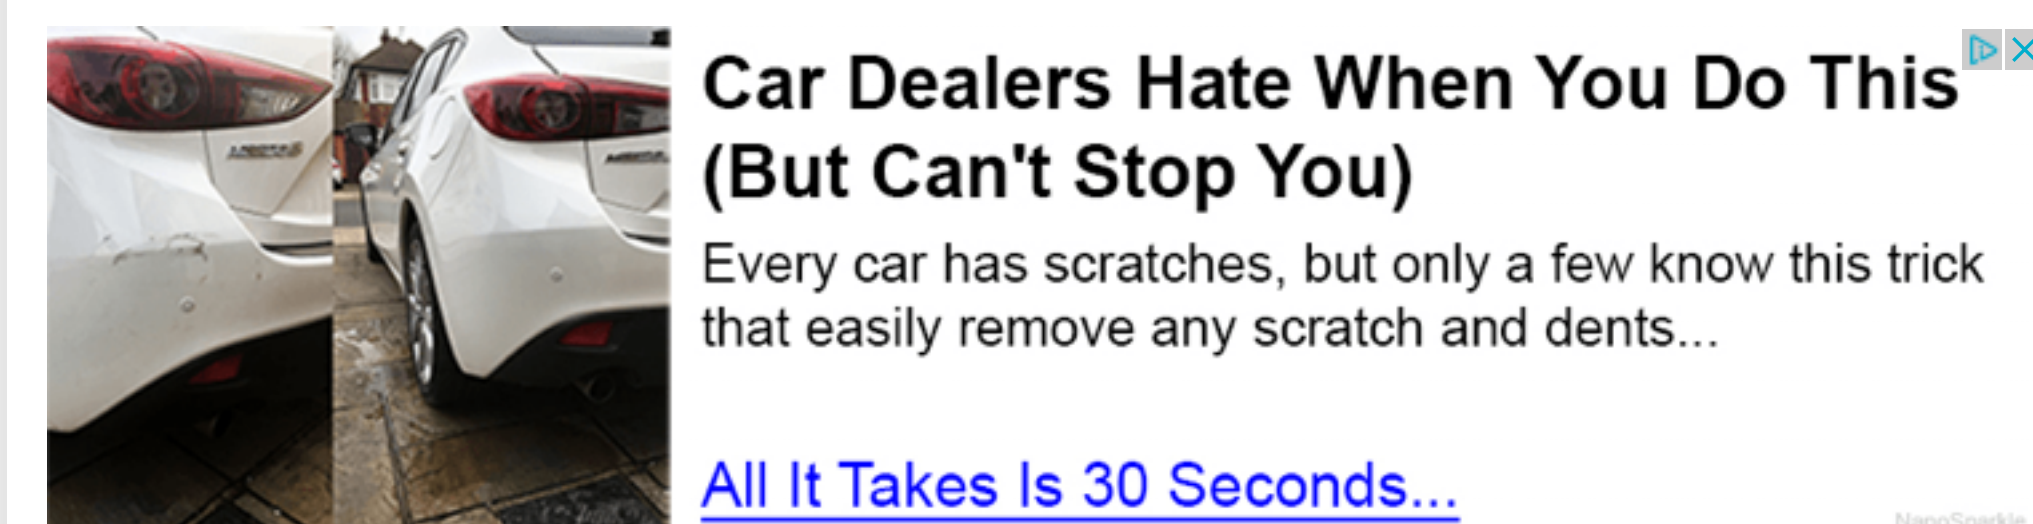 Car Dealers Hate When You Do This
(But Can't Stop You)
Every car has scratches, but only a few know this trick
that easily remove any scratch and dents...
All It Takes Is 30 Seconds...
NanoSparkle